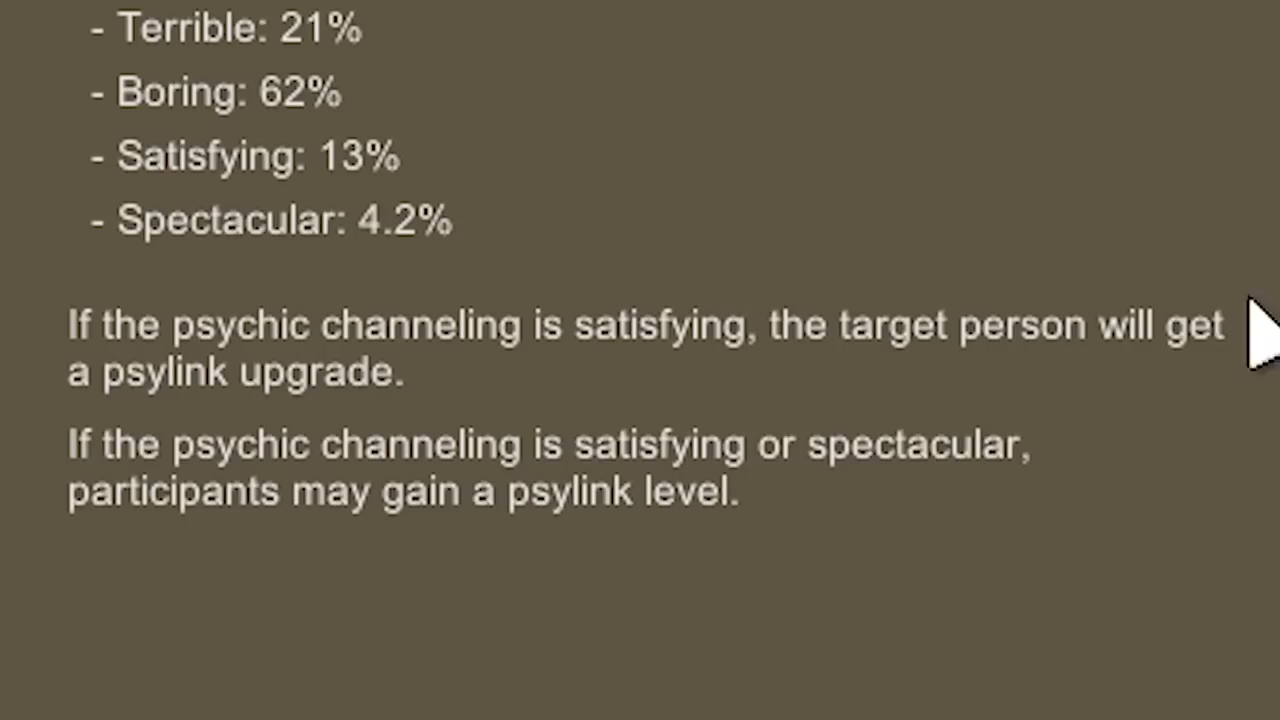 - Terrible: 21%
- Boring: 62%
- Satisfying: 13%
- Spectacular: 4.2%
If the psychic channeling is satisfying, the target person will get
a psylink upgrade.
If the psychic channeling is satisfying or spectacular,
participants may gain a psylink level.